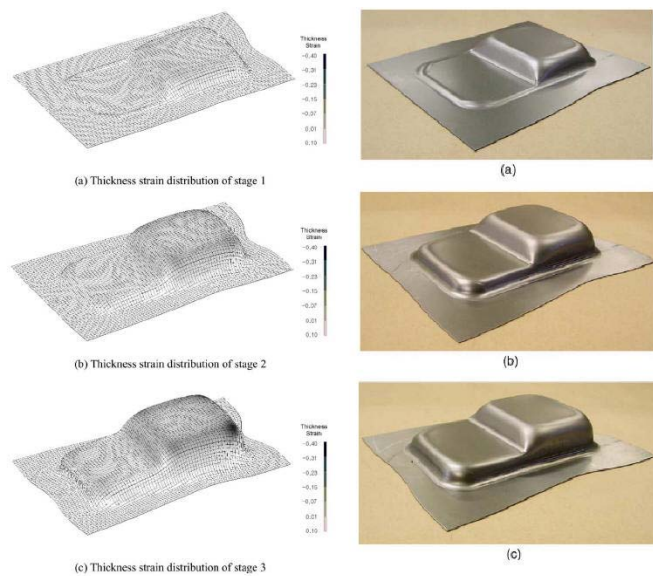 Thickness
Strain
-0.40
-0.31
-0.23
-0.15
-0.07
0.01
0.10
(a) Thickness strain distribution of stage 1
(a)
Thickness
Strain
-0.40
-0.31
-0.23
-0.15
-0.07
0.01
0.10
(b) Thickness strain distribution of stage 2
(b)
Thickness
Strain
-0.40
-0.31
-0.23
-0.15
-0.07
0.01
0.10
(c) Thickness strain distribution of stage 3
(c)